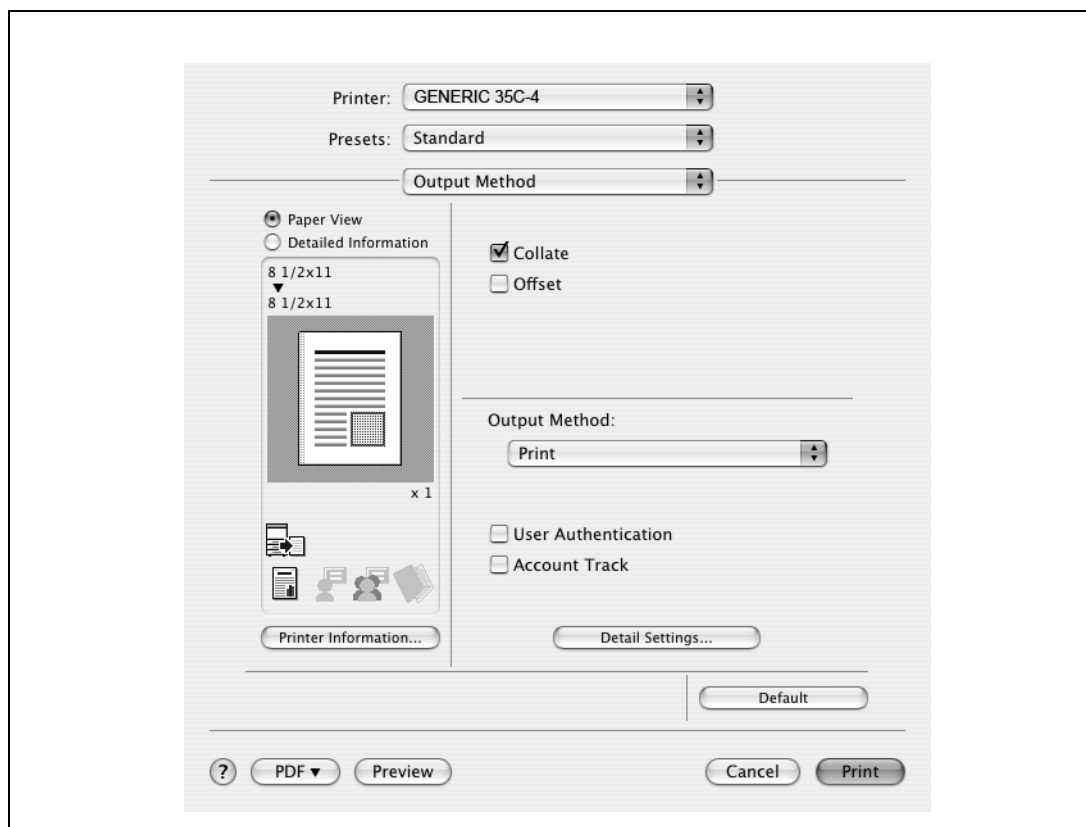 Printer: GENERIC 35C-4
Presets: Standard
Output Method
Paper View
Detailed Information
8 1/2x11
8 1/2x11
x 1
Printer Information...
Collate
Offset
Output Method:
Print
User Authentication
Account Track
Detail Settings...
Default
? PDF Preview Cancel Print